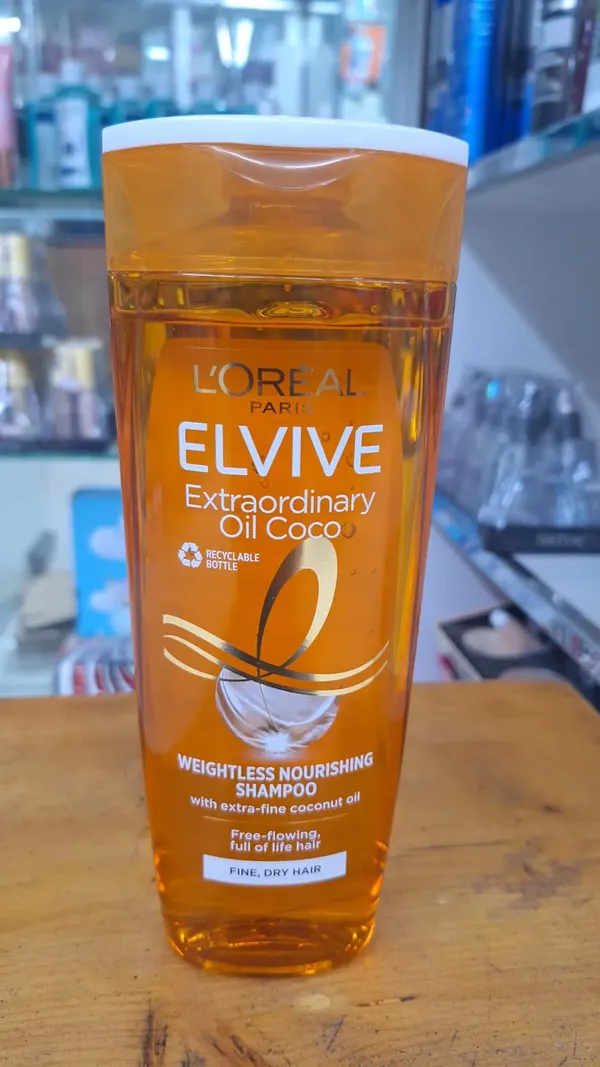 L'ORÉAL
PARIS
ELVIVE
Extraordinary
Oil Coco
RECYCLABLE
BOTTLE
WEIGHTLESS NOURISHING
SHAMPOO
with extra-fine coconut oil
Free-flowing,
full of life hair
FINE, DRY HAIR